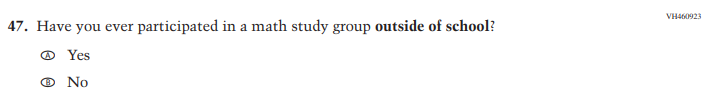 VH460923
47. Have you ever participated in a math study group outside of school?
Ⓐ Yes
Ⓑ No